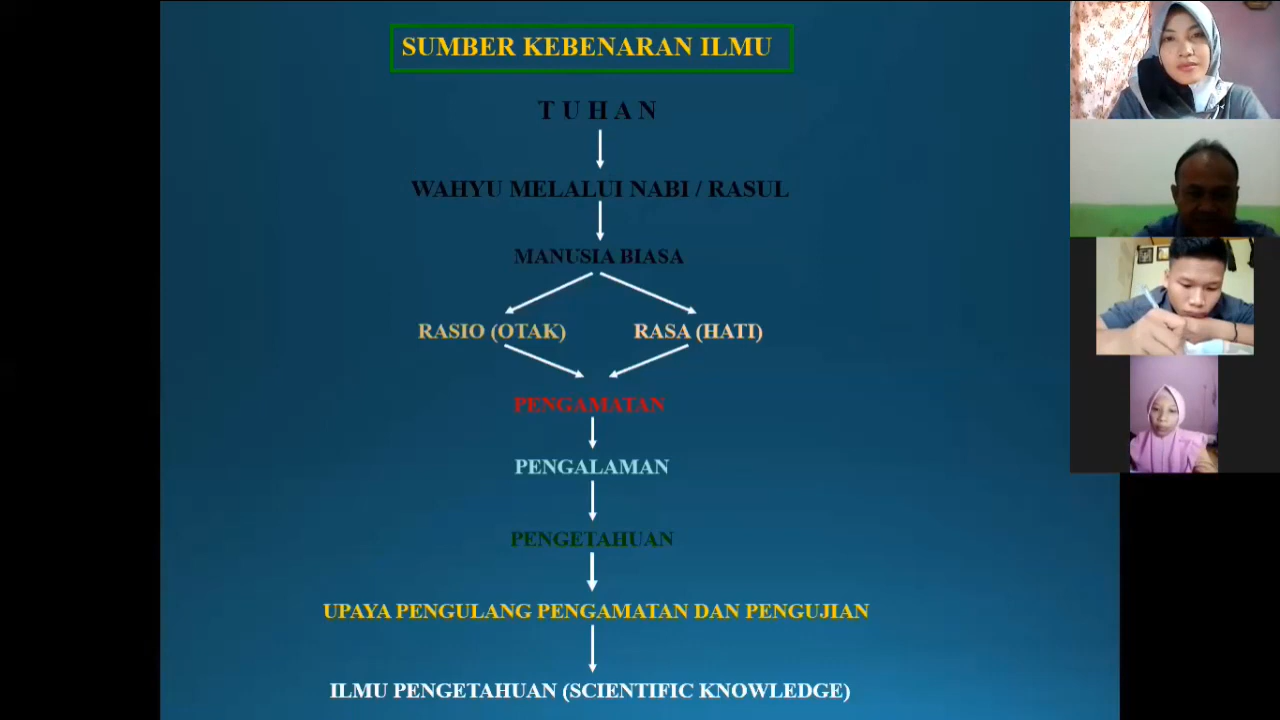 SUMBER KEBENARAN ILMU
T U H A N
WAHYU MELALUI NABI / RASUL
MANUSIA BIASA
RASIO (OTAK) RASA (HATI)
PENGAMATAN
PENGALAMAN
PENGETAHUAN
UPAYA PENGULANG PENGAMATAN DAN PENGUJIAN
ILMU PENGETAHUAN (SCIENTIFIC KNOWLEDGE)